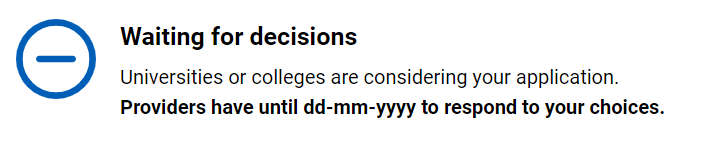 Waiting for decisions
Universities or colleges are considering your application.
Providers have until dd-mm-yyyy to respond to your choices.